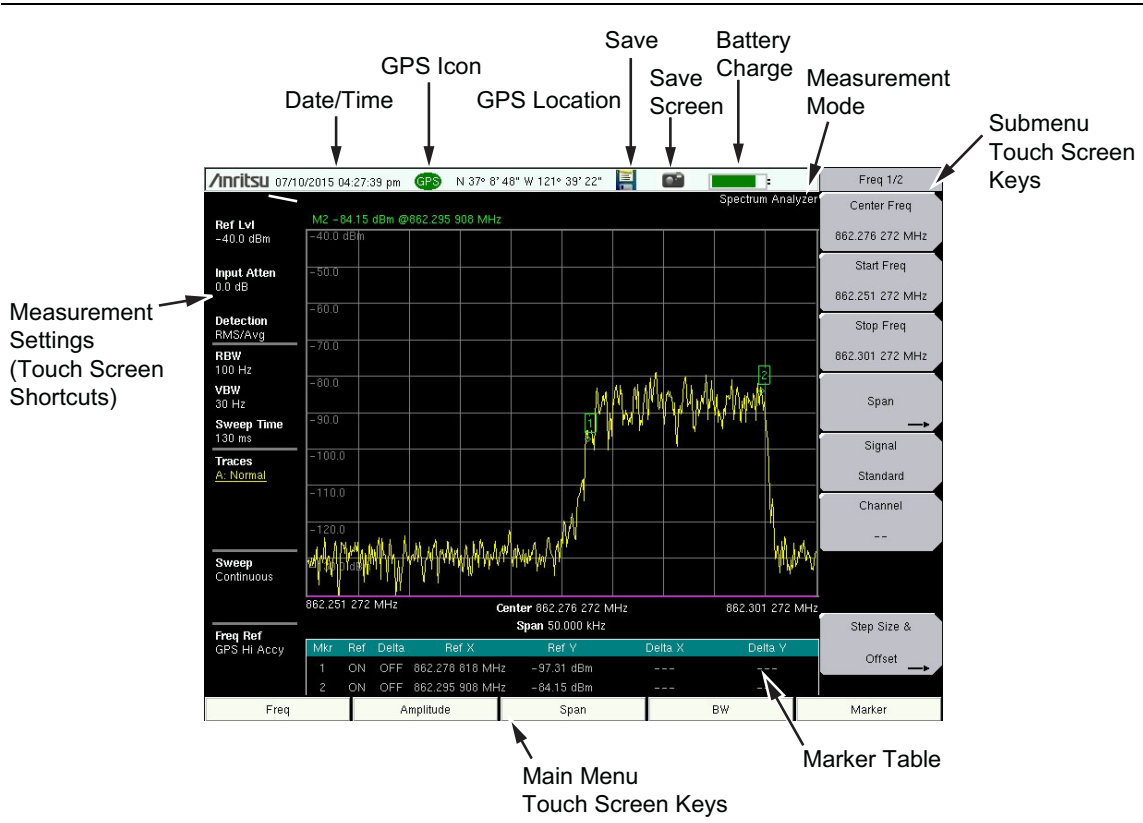 Save
Battery
Charge
GPS Icon
Save
Screen
Measurement
Mode
Date/Time
GPS Location
Submenu
Touch Screen
Keys
Anritsu 07/10/2015 04:27:39 pm GPS N 37° 8' 48" W 121° 39' 22"
Freq 1/2
Spectrum Analyzer
Center Freq
862.276 272 MHz
M2 -84.15 dBm @862.295 908 MHz
Ref Lvl
-40.0 dBm
-40.0 dBm
Start Freq
862.251 272 MHz
Input Atten
0.0 dB
-50.0
Measurement
Settings
(Touch Screen
Shortcuts)
-60.0
Detection
RMS/Avg
Stop Freq
862.301 272 MHz
-70.0
RBW
100 Hz
-80.0
VBW
30 Hz
2
Span
-90.0
1
Sweep Time
130 ms
Signal
Standard
-100.0
Traces
A: Normal
-110.0
Channel
--
-120.0
Sweep
Continuous
862.251 272 MHz
Center 862.276 272 MHz
862.301 272 MHz
Span 50.000 kHz
Step Size &
Offset
Freq Ref
GPS Hi Accy
Mkr Ref Delta Ref X Ref Y Delta X Delta Y
1 ON OFF 862.278 818 MHz -97.31 dBm --- ---
2 ON OFF 862.295 908 MHz -84.15 dBm ---
Freq
Amplitude
Span
BW
Marker
Marker Table
Main Menu
Touch Screen Keys